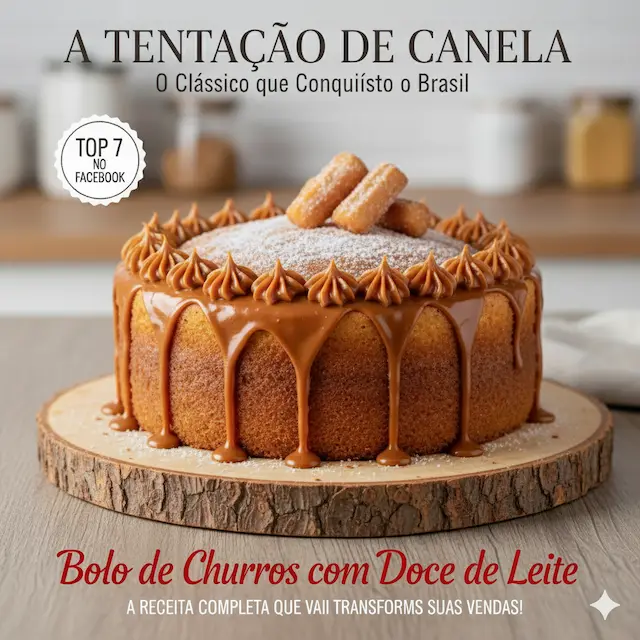 A TENTAÇÃO DE CANELA
O Clássico que Conquiísto o Brasil
TOP 7
NO
FACEBOOK
Bolo de Churros com Doce de Leite
A RECEITA COMPLETA QUE VAII TRANSFORMS SUAS VENDAS!